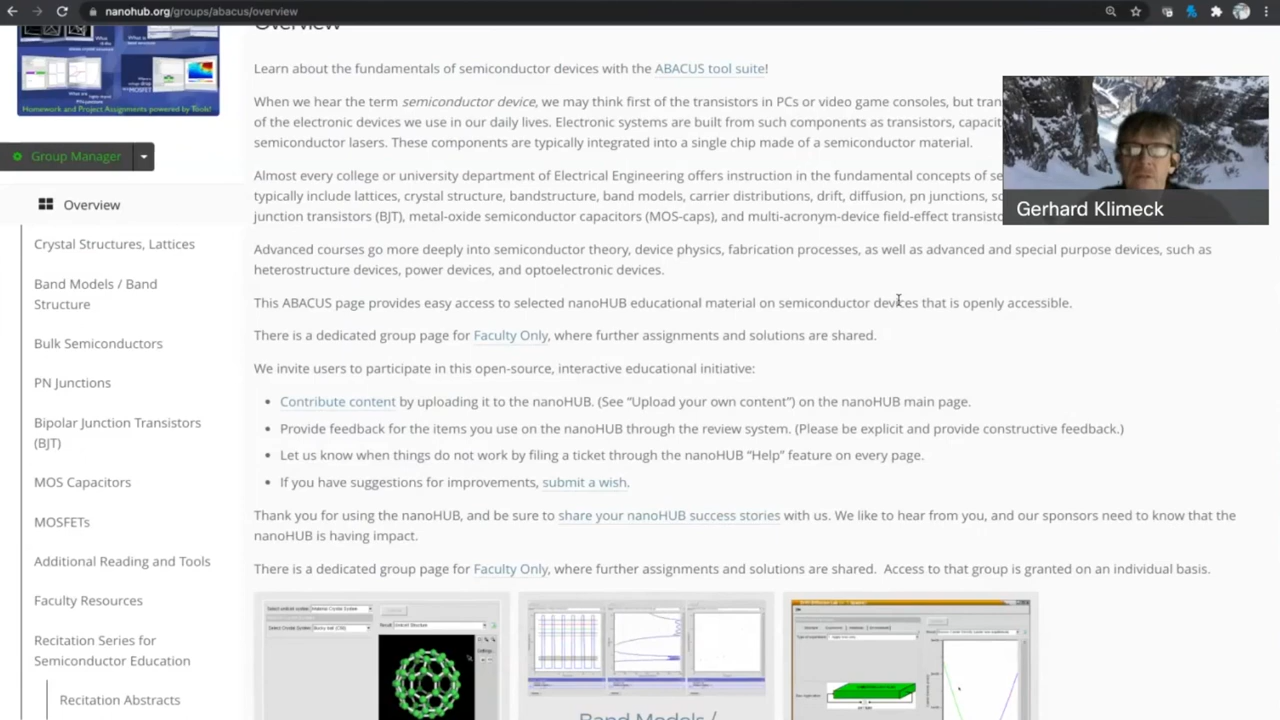 nanohub.org/groups/abacus/overview
Overview
Homework and Project Assignments powered by Tools!
Group Manager
Overview
Crystal Structures, Lattices
Band Models / Band
Structure
Bulk Semiconductors
PN Junctions
Bipolar Junction Transistors
(BJT)
MOS Capacitors
MOSFETs
Additional Reading and Tools
Faculty Resources
Recitation Series for
Semiconductor Education
Recitation Abstracts
Learn about the fundamentals of semiconductor devices with the ABACUS tool suite!
When we hear the term semiconductor device, we may think first of the transistors in PCs or video game consoles, but
of the electronic devices we use in our daily lives. Electronic systems are built from such components as transistors,
semiconductor lasers. These components are typically integrated into a single chip made of a semiconductor material.
Almost every college or university department of Electrical Engineering offers instruction in the fundamental concepts of
typically include lattices, crystal structure, bandstructure, band models, carrier distributions, drift, diffusion, pn junctions,
junction transistors (BJT), metal-oxide semiconductor capacitors (MOS-caps), and multi-acronym-device field-effect
Gerhard Klimeck
Advanced courses go more deeply into semiconductor theory, device physics, fabrication processes, as well as advanced and special purpose devices, such as
heterostructure devices, power devices, and optoelectronic devices.
This ABACUS page provides easy access to selected nanoHUB educational material on semiconductor devices that is openly accessible.
There is a dedicated group page for Faculty Only, where further assignments and solutions are shared.
We invite users to participate in this open-source, interactive educational initiative:
• Contribute content by uploading it to the nanoHUB. (See “Upload your own content”) on the nanoHUB main page.
• Provide feedback for the items you use on the nanoHUB through the review system. (Please be explicit and provide constructive feedback.)
• Let us know when things do not work by filing a ticket through the nanoHUB “Help” feature on every page.
• If you have suggestions for improvements, submit a wish.
Thank you for using the nanoHUB, and be sure to share your nanoHUB success stories with us. We like to hear from you, and our sponsors need to know that the
nanoHUB is having impact.
There is a dedicated group page for Faculty Only, where further assignments and solutions are shared. Access to that group is granted on an individual basis.
Band Models /